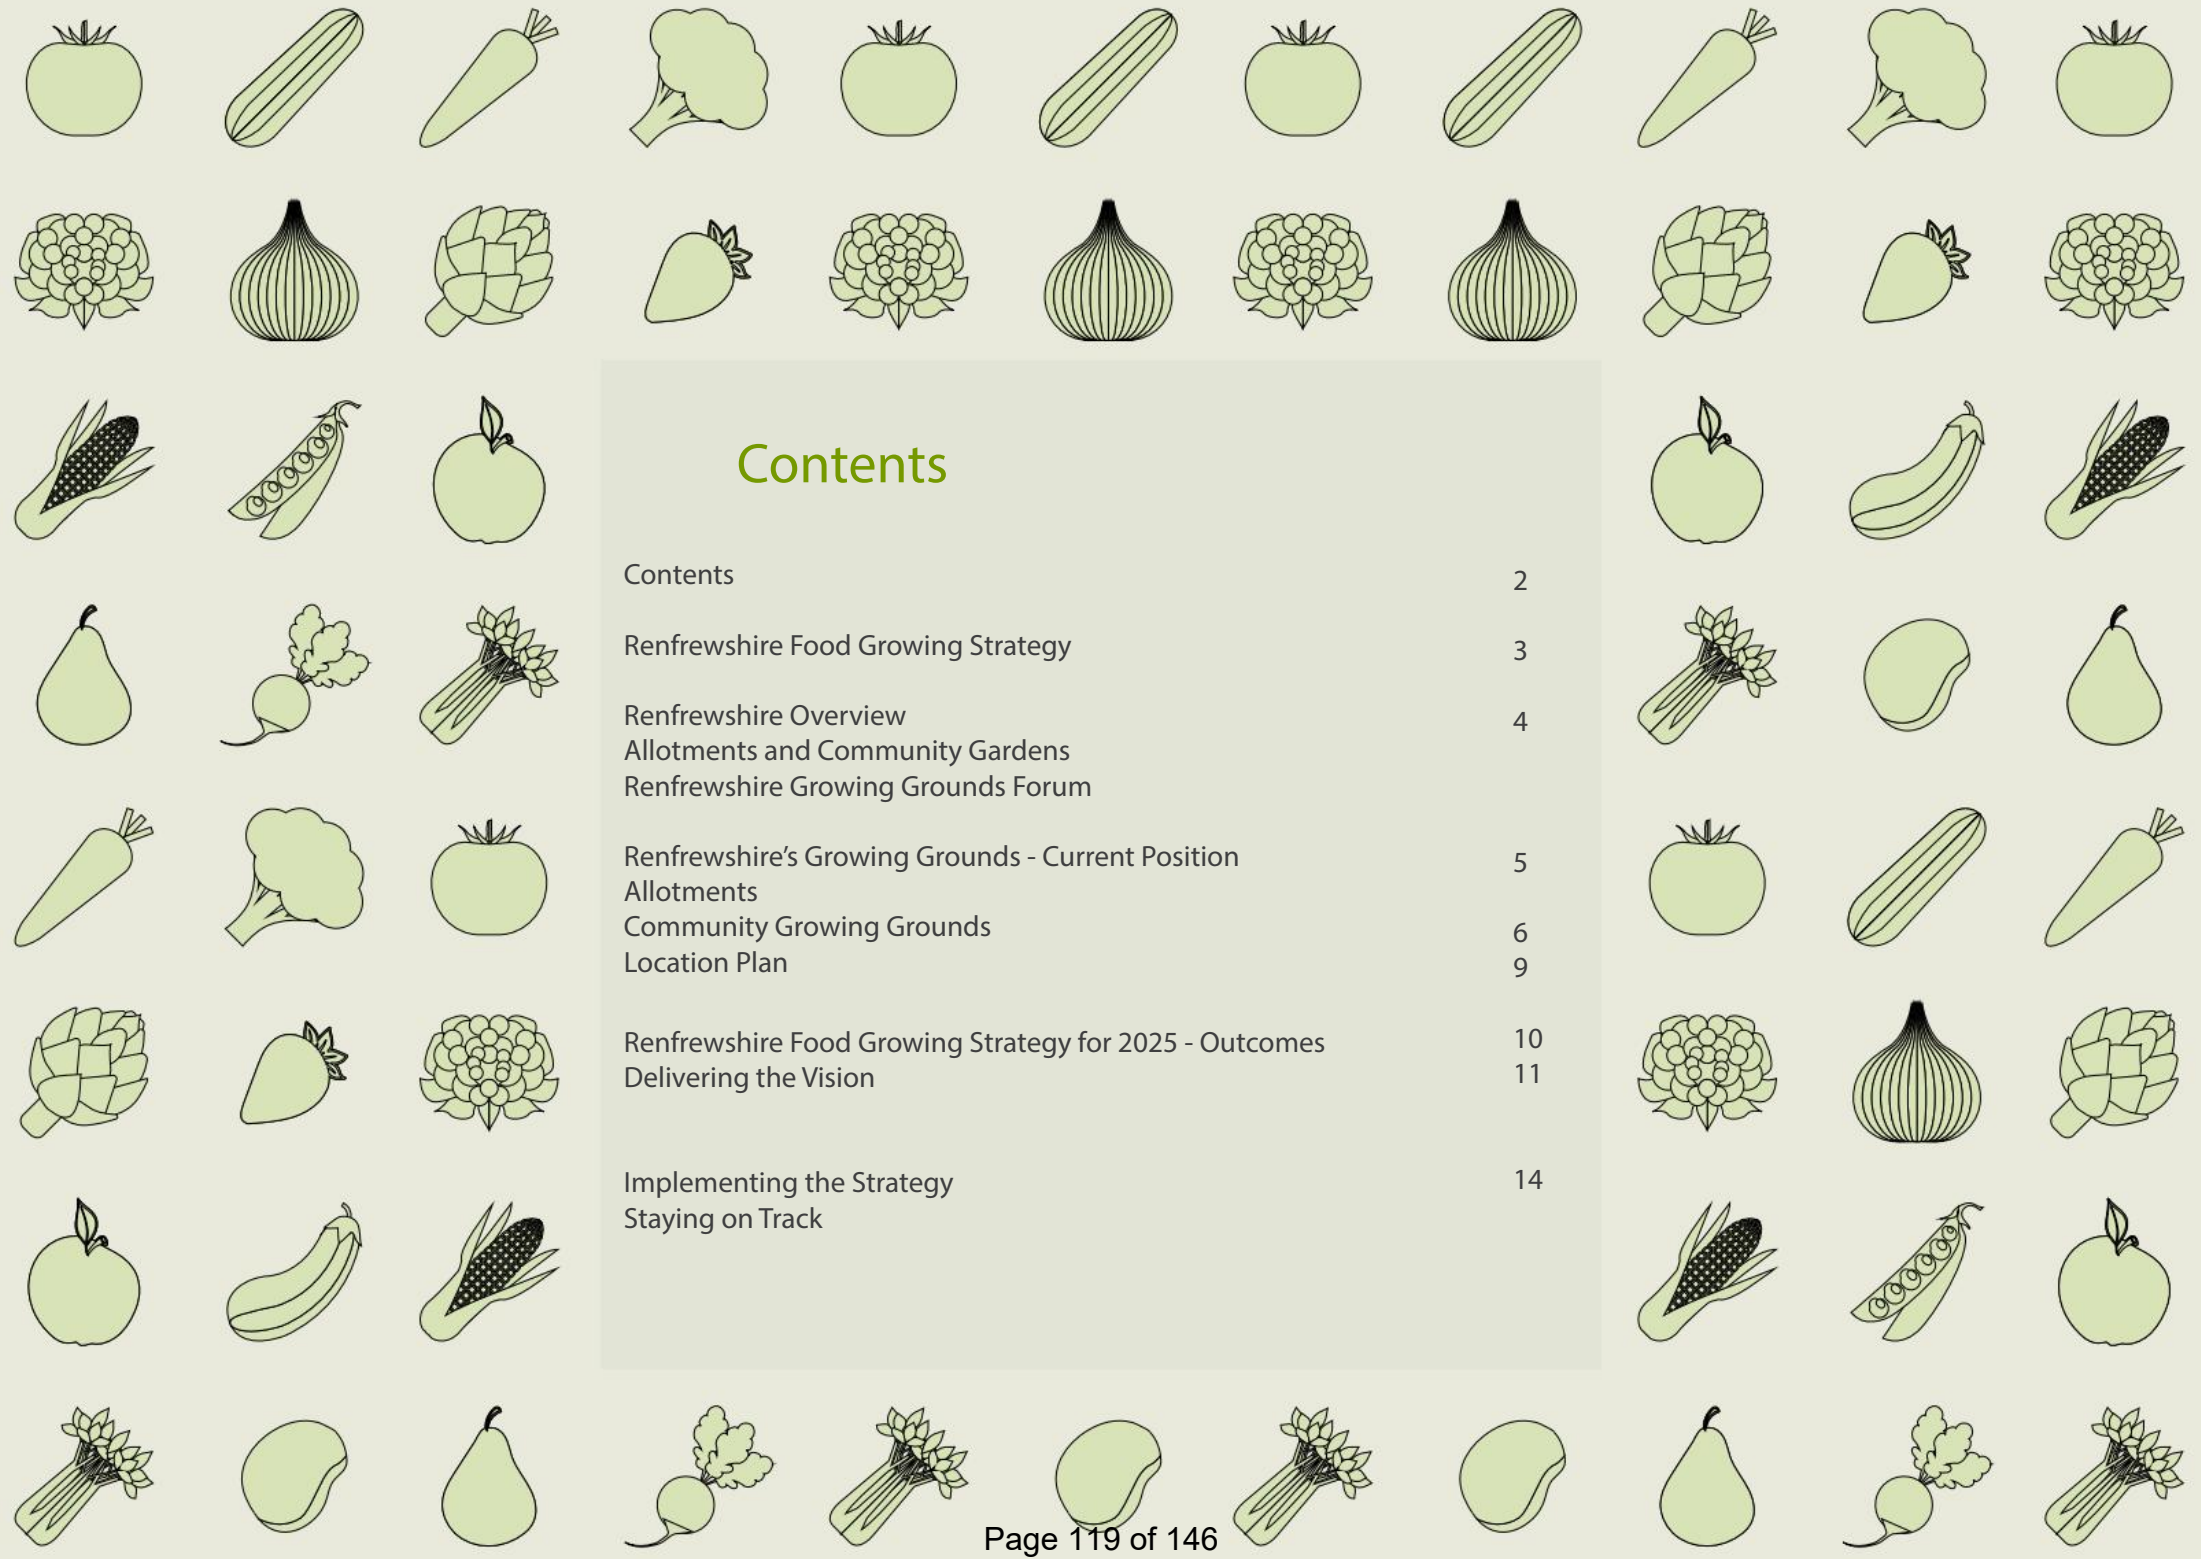 Contents
Contents 2
Renfrewshire Food Growing Strategy 3
Renfrewshire Overview 4
Allotments and Community Gardens
Renfrewshire Growing Grounds Forum
Renfrewshire’s Growing Grounds - Current Position 5
Allotments
Community Growing Grounds 6
Location Plan 9
Renfrewshire Food Growing Strategy for 2025 - Outcomes 10
Delivering the Vision 11
Implementing the Strategy 14
Staying on Track
Page 119 of 146